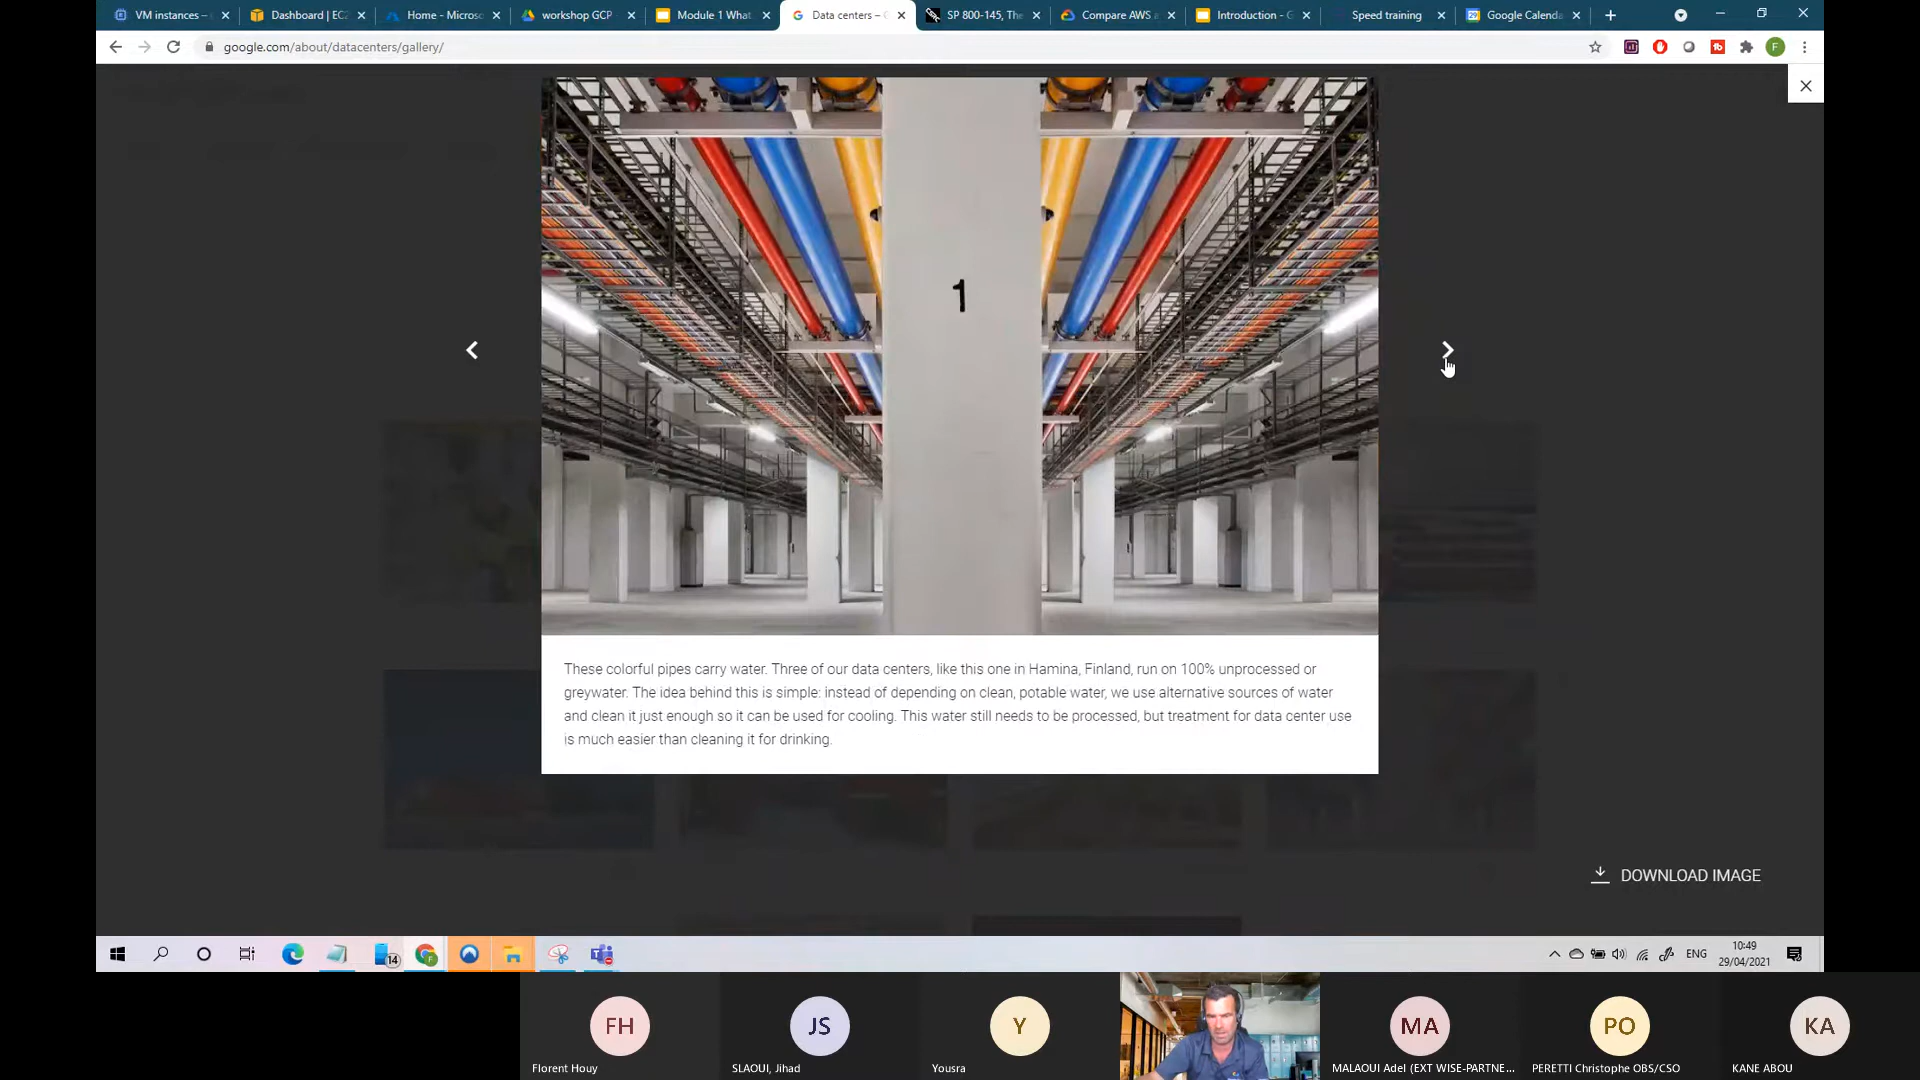 VM instances –
Dashboard | EC2
Home - Microso
workshop GCP -
Module 1 What
Data centers – G
SP 800-145, The
Compare AWS a
Introduction - G
Speed training
Google Calenda
google.com/about/datacenters/gallery/
F
1
These colorful pipes carry water. Three of our data centers, like this one in Hamina, Finland, run on 100% unprocessed or
greywater. The idea behind this is simple: instead of depending on clean, potable water, we use alternative sources of water
and clean it just enough so it can be used for cooling. This water still needs to be processed, but treatment for data center use
is much easier than cleaning it for drinking.
DOWNLOAD IMAGE
14
ENG
10:49
29/04/2021
FH
JS
Y
MA
PO
KA
Florent Houy
SLAOUI, Jihad
Yousra
MALAOUI Adel (EXT WISE-PARTNE...
PERETTI Christophe OBS/CSO
KANE ABOU